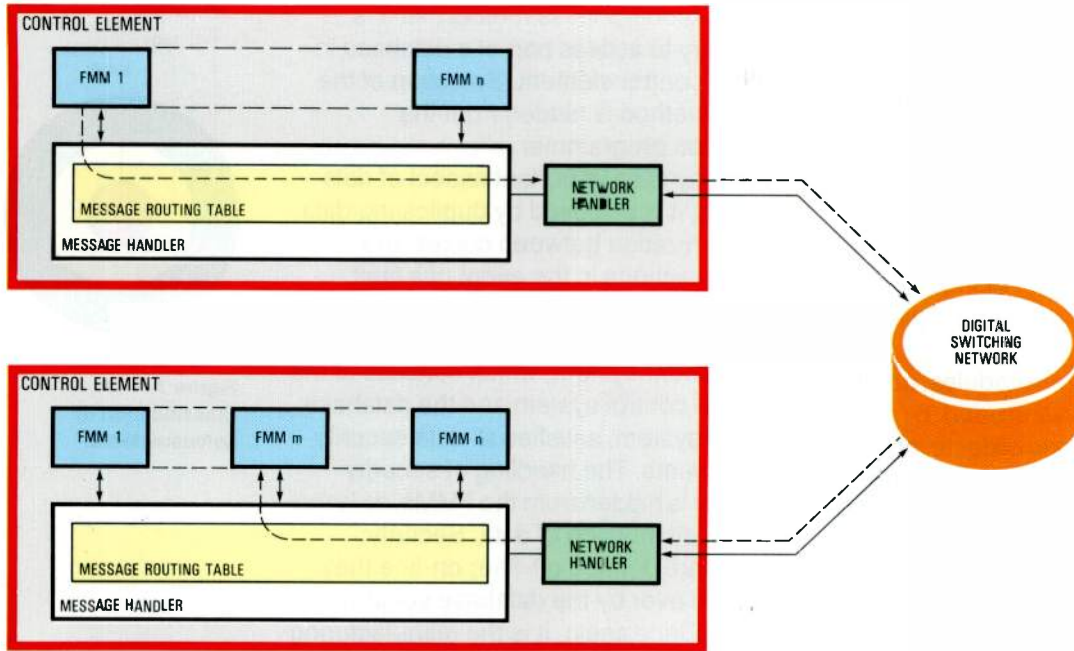 CONTROL ELEMENT
FMM 1
FMM n
MESSAGE ROUTING TABLE
MESSAGE HANDLER
NETWORK
HANDLER
DIGITAL
SWITCHING
NETWORK
CONTROL ELEMENT
FMM 1
FMM m
FMM n
MESSAGE ROUTING TABLE
MESSAGE HANDLER
NETWORK
HANDLER